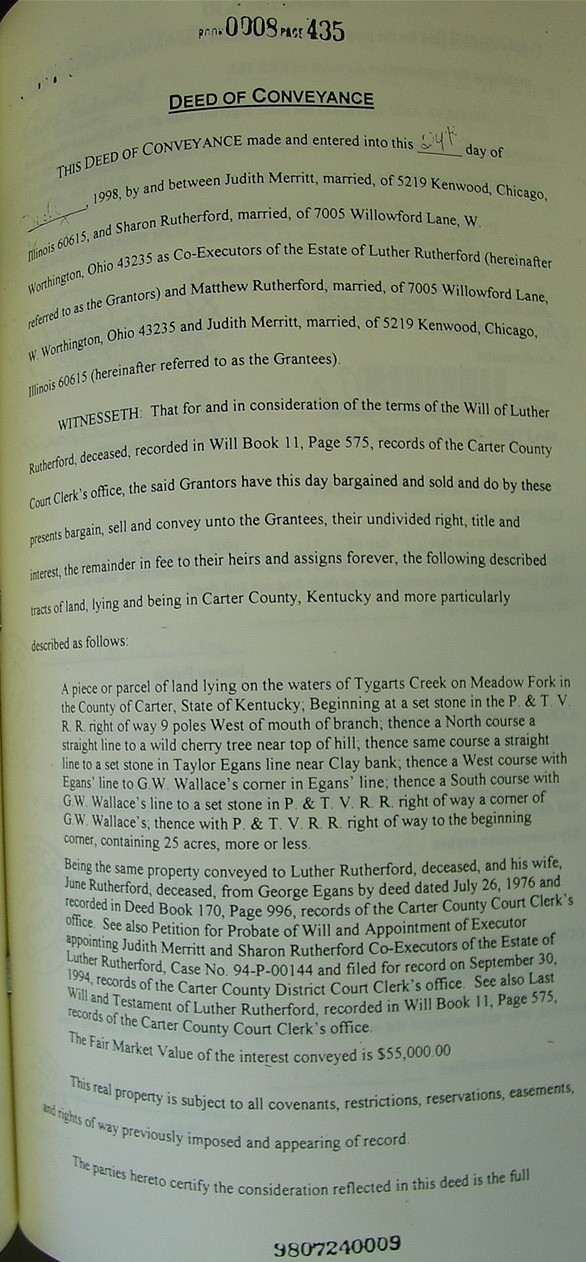 BOOK 0008 PAGE 435
DEED OF CONVEYANCE
THIS DEED OF CONVEYANCE made and entered into this 24th day of
, 1998, by and between Judith Merritt, married, of 5219 Kenwood, Chicago,
Illinois 60615, and Sharon Rutherford, married, of 7005 Willowford Lane, W.
Worthington, Ohio 43235 as Co-Executors of the Estate of Luther Rutherford (hereinafter
referred to as the Grantors) and Matthew Rutherford, married, of 7005 Willowford Lane,
W. Worthington, Ohio 43235 and Judith Merritt, married, of 5219 Kenwood, Chicago,
Illinois 60615 (hereinafter referred to as the Grantees).
WITNESSETH: That for and in consideration of the terms of the Will of Luther
Rutherford, deceased, recorded in Will Book 11, Page 575, records of the Carter County
Court Clerk's office, the said Grantors have this day bargained and sold and do by these
presents bargain, sell and convey unto the Grantees, their undivided right, title and
interest, the remainder in fee to their heirs and assigns forever, the following described
tracts of land, lying and being in Carter County, Kentucky and more particularly
described as follows:
A piece or parcel of land lying on the waters of Tygarts Creek on Meadow Fork in
the County of Carter, State of Kentucky; Beginning at a set stone in the P. & T. V.
R. R. right of way 9 poles West of mouth of branch; thence a North course a
straight line to a wild cherry tree near top of hill; thence same course a straight
line to a set stone in Taylor Egans line near Clay bank; thence a West course with
Egans' line to G.W. Wallace's corner in Egans' line; thence a South course with
G.W. Wallace's line to a set stone in P. & T. V. R. R. right of way a corner of
G.W. Wallace's; thence with P. & T. V. R. R. right of way to the beginning
corner, containing 25 acres, more or less.
Being the same property conveyed to Luther Rutherford, deceased, and his wife,
June Rutherford, deceased, from George Egans by deed dated July 26, 1976 and
recorded in Deed Book 170, Page 996, records of the Carter County Court Clerk's
office. See also Petition for Probate of Will and Appointment of Executor
appointing Judith Merritt and Sharon Rutherford Co-Executors of the Estate of
Luther Rutherford, Case No. 94-P-00144 and filed for record on September 30,
1994, records of the Carter County District Court Clerk's office. See also Last
Will and Testament of Luther Rutherford, recorded in Will Book 11, Page 575,
records of the Carter County Court Clerk's office.
The Fair Market Value of the interest conveyed is $55,000.00
This real property is subject to all covenants, restrictions, reservations, easements,
and rights of way previously imposed and appearing of record.
The parties hereto certify the consideration reflected in this deed is the full
9807240009